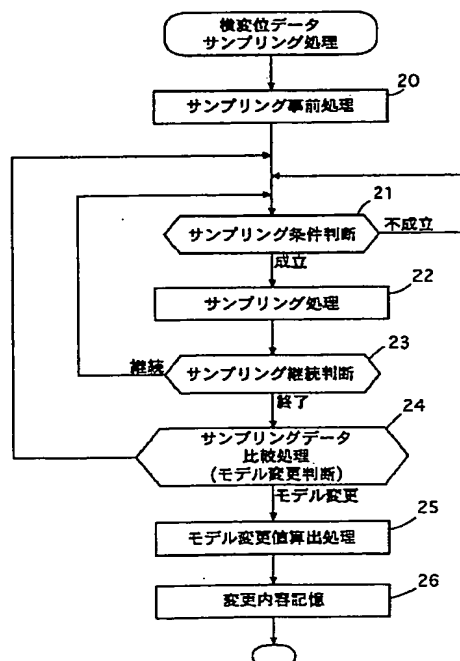 横変位データ
サンプリング処理
20
サンプリング事前処理
21
サンプリング条件判断
不成立
成立
22
サンプリング処理
23
継続
サンプリング継続判断
終了
24
サンプリングデータ
比較処理
(モデル変更判断)
モデル変更
25
モデル変更値算出処理
26
変更内容記憶